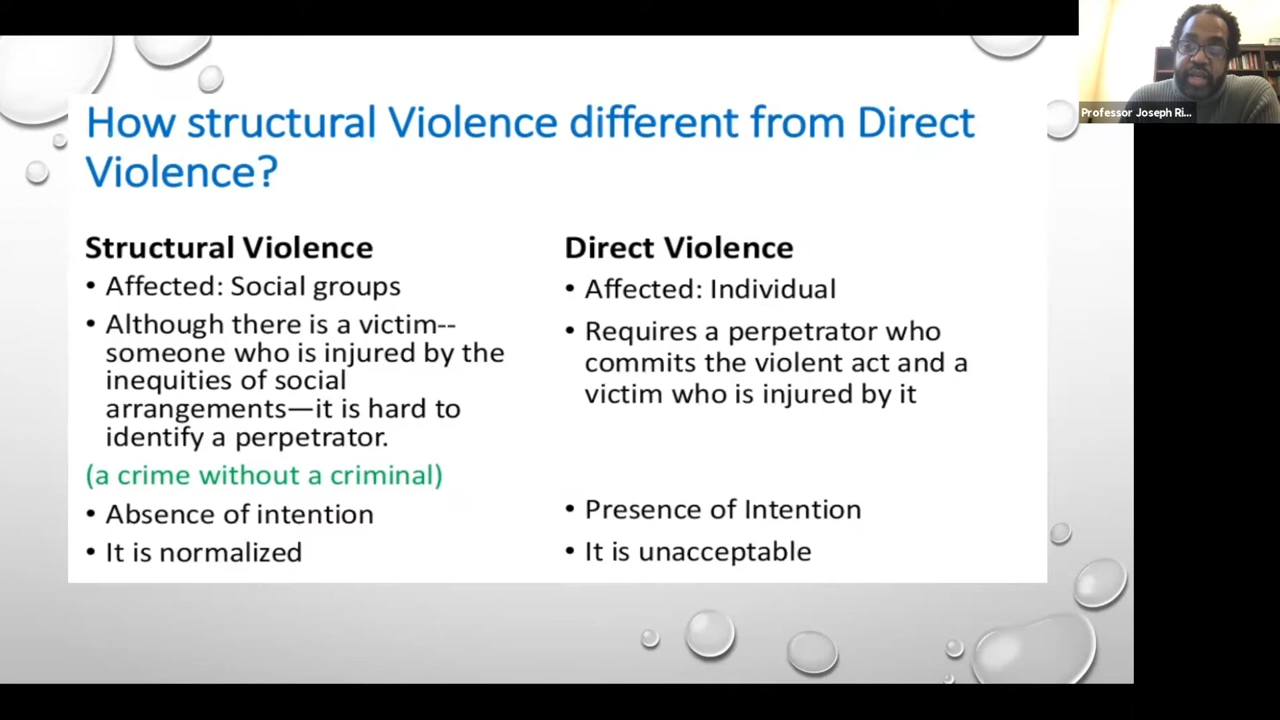 Professor Joseph Ri...
How structural Violence different from Direct
Violence?
Structural Violence
• Affected: Social groups
• Although there is a victim--
someone who is injured by the
inequities of social
arrangements—it is hard to
identify a perpetrator.
(a crime without a criminal)
• Absence of intention
• It is normalized
Direct Violence
• Affected: Individual
• Requires a perpetrator who
commits the violent act and a
victim who is injured by it
• Presence of Intention
• It is unacceptable